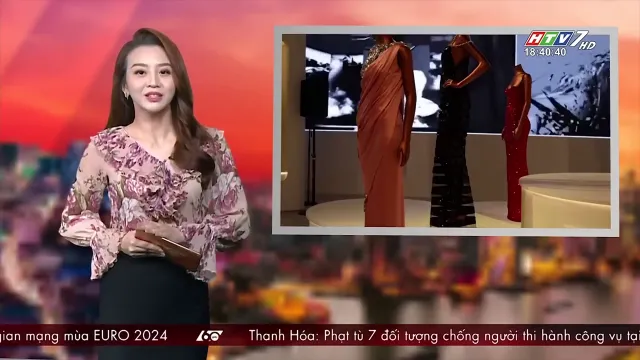 HTV7 HD
18:40:40
gian mạng mùa EURO 2024 60 Thanh Hóa: Phạt tù 7 đối tượng chống người thi hành công vụ tại